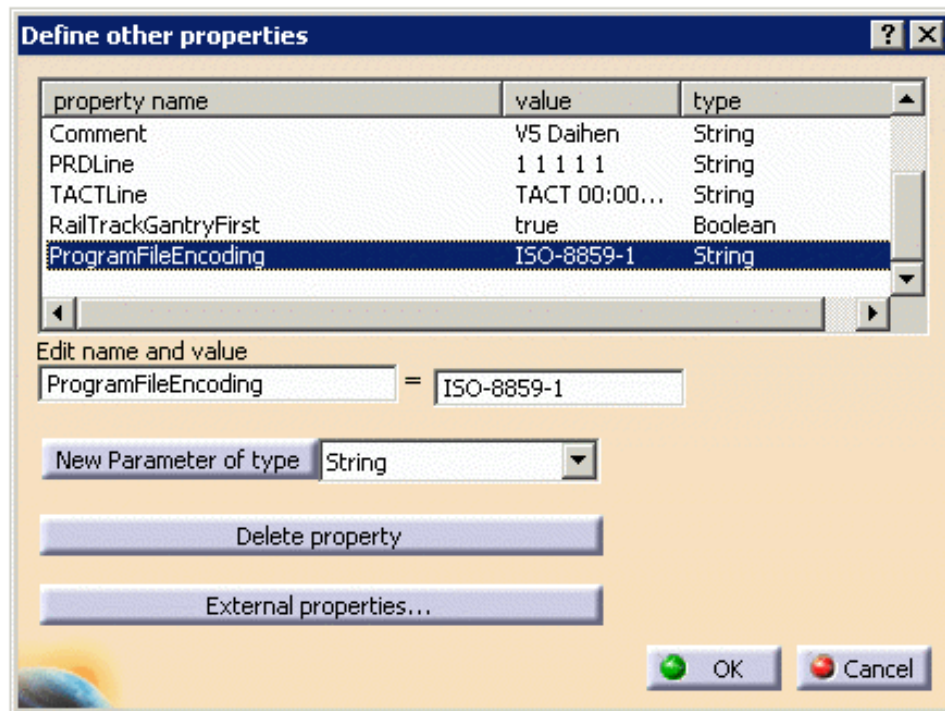 Define other properties
property name value type
Comment V5 Daihen String
PRDLine 1 1 1 1 1 String
TACTLine TACT 00:00... String
RailTrackGantryFirst true Boolean
ProgramFileEncoding ISO-8859-1 String
Edit name and value
ProgramFileEncoding = ISO-8859-1
New Parameter of type String
Delete property
External properties...
OK Cancel